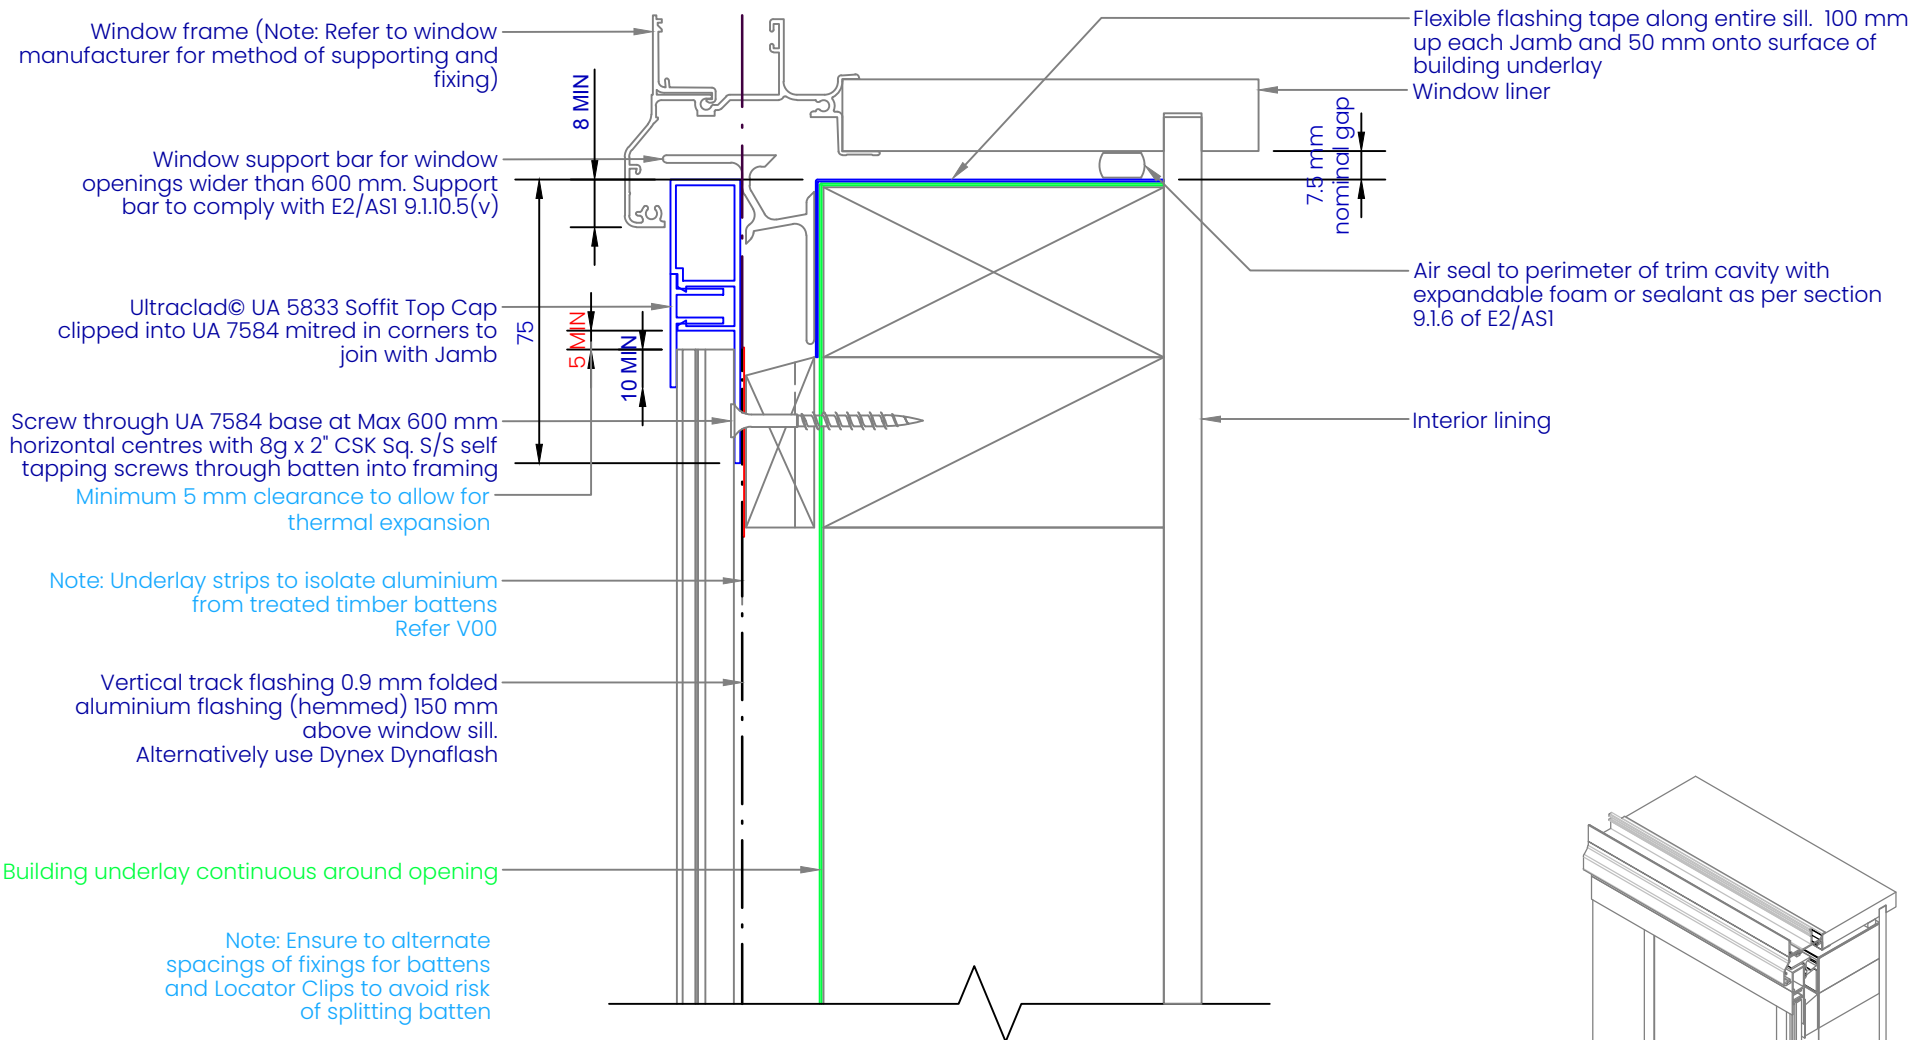 Window frame (Note: Refer to window
manufacturer for method of supporting and
fixing)
8 MIN
Window support bar for window
openings wider than 600 mm. Support
bar to comply with E2/AS1 9.1.10.5(v)
Ultraclad© UA 5833 Soffit Top Cap
clipped into UA 7584 mitred in corners to
join with Jamb
75
5 MIN
10 MIN
Screw through UA 7584 base at Max 600 mm
horizontal centres with 8g x 2" CSK Sq. S/S self
tapping screws through batten into framing
Minimum 5 mm clearance to allow for
thermal expansion
Note: Underlay strips to isolate aluminium
from treated timber battens
Refer V00
Vertical track flashing 0.9 mm folded
aluminium flashing (hemmed) 150 mm
above window sill.
Alternatively use Dynex Dynaflash
Building underlay continuous around opening
Note: Ensure to alternate
spacings of fixings for battens
and Locator Clips to avoid risk
of splitting batten
Flexible flashing tape along entire sill. 100 mm
up each Jamb and 50 mm onto surface of
building underlay
Window liner
7.5 mm
nominal gap
Air seal to perimeter of trim cavity with
expandable foam or sealant as per section
9.1.6 of E2/AS1
Interior lining